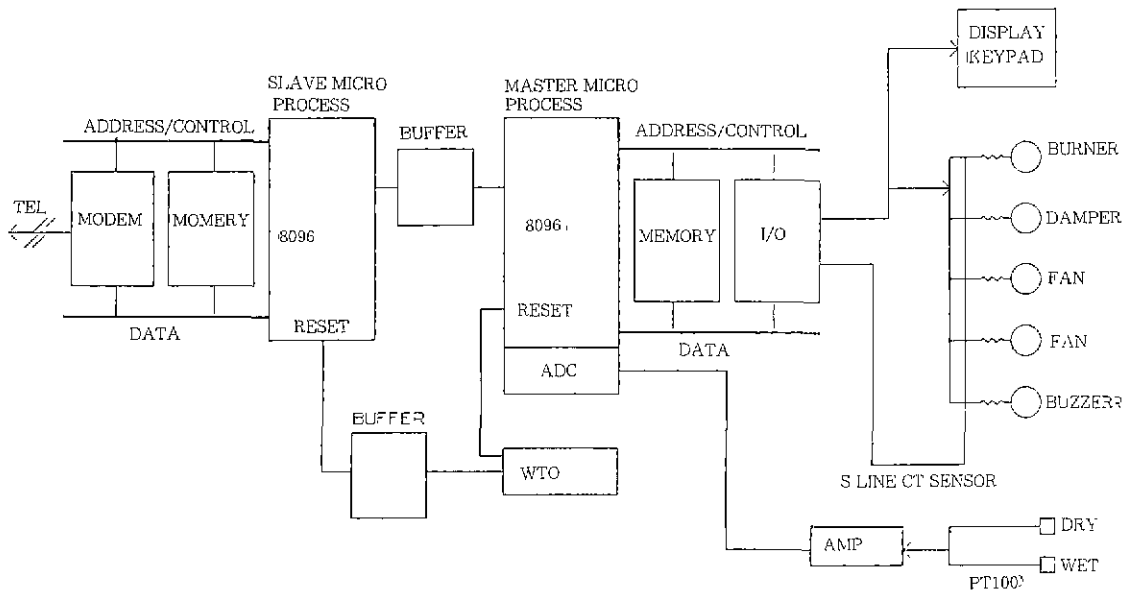 DISPLAY
KEYPAD
SLAVE MICRO
PROCESS
MASTER MICRO
PROCESS
ADDRESS/CONTROL
BUFFER
ADDRESS/CONTROL
BURNER
TEL
MODEM
MOMERY
8096
8096
MEMORY
I/O
DAMPER
FAN
RESET
RESET
DATA
DATA
FAN
ADC
BUFFER
BUZZERR
WTO
S LINE CT SENSOR
AMP
DRY
WET
PT100